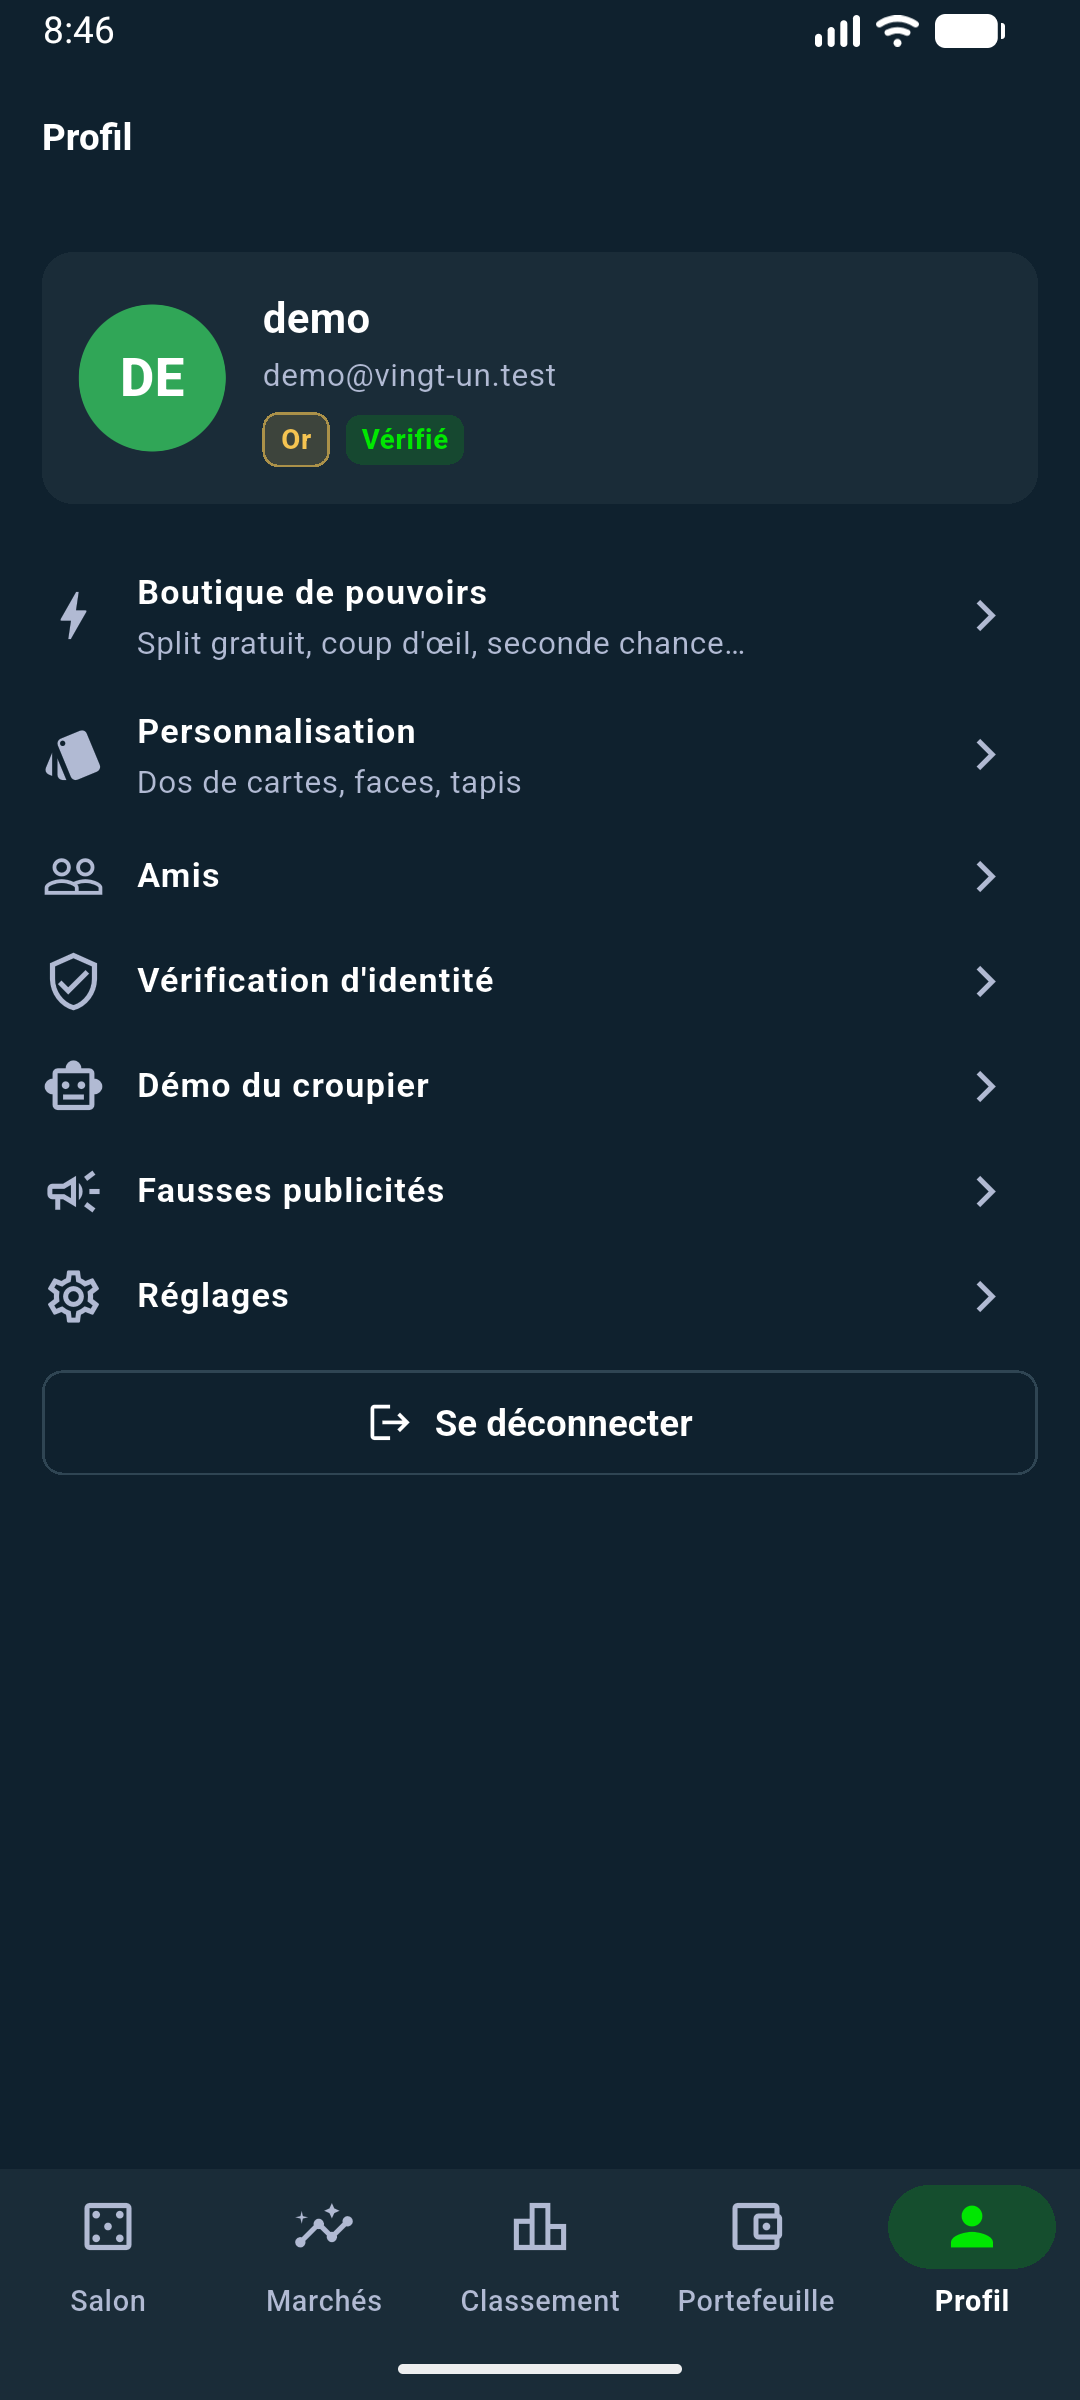 8:46
Profil
DE
demo
demo@vingt-un.test
Or
Vérifié
Boutique de pouvoirs
Split gratuit, coup d'œil, seconde chance…
Personnalisation
Dos de cartes, faces, tapis
Amis
Vérification d'identité
Démo du croupier
Fausses publicités
Réglages
Se déconnecter
Salon
Marchés
Classement
Portefeuille
Profil